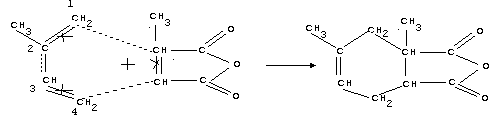 1
CH2 CH3 CH3
CH3 O CH3 CH2 O
2 CH C CH C
+ O O
3 CH CH C CH CH C
CH2 O CH2 O
4